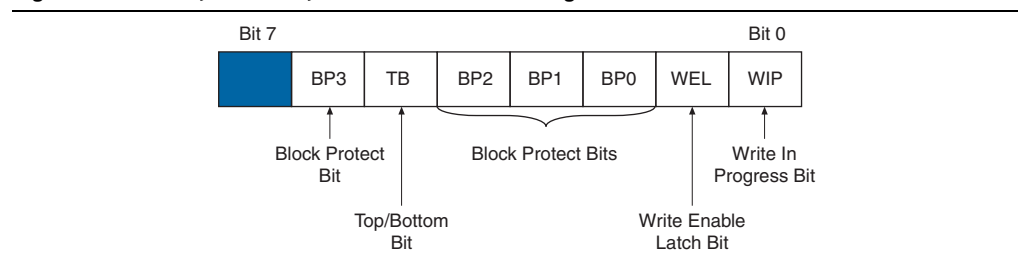 Bit 7 Bit 0
BP3 TB BP2 BP1 BP0 WEL WIP
Block Protect Bit
Block Protect Bits
Write In Progress Bit
Top/Bottom Bit
Write Enable Latch Bit